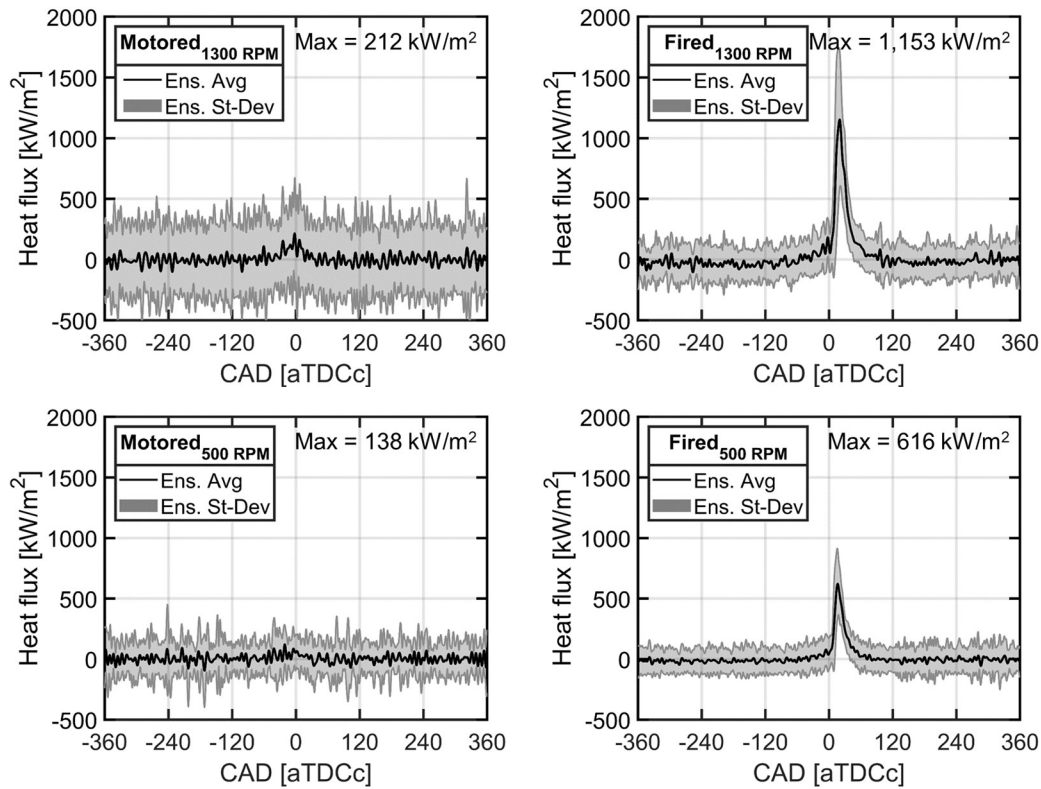 Motored1300 RPM Max = 212 kW/m²
Ens. Avg
Ens. St-Dev
Heat flux [kW/m²]
2000
1500
1000
500
0
-500
-360 -240 -120 0 120 240 360
CAD [aTDCc]
Fired1300 RPM Max = 1,153 kW/m²
Ens. Avg
Ens. St-Dev
Heat flux [kW/m²]
2000
1500
1000
500
0
-500
-360 -240 -120 0 120 240 360
CAD [aTDCc]
Motored500 RPM Max = 138 kW/m²
Ens. Avg
Ens. St-Dev
Heat flux [kW/m²]
2000
1500
1000
500
0
-500
-360 -240 -120 0 120 240 360
CAD [aTDCc]
Fired500 RPM Max = 616 kW/m²
Ens. Avg
Ens. St-Dev
Heat flux [kW/m²]
2000
1500
1000
500
0
-500
-360 -240 -120 0 120 240 360
CAD [aTDCc]